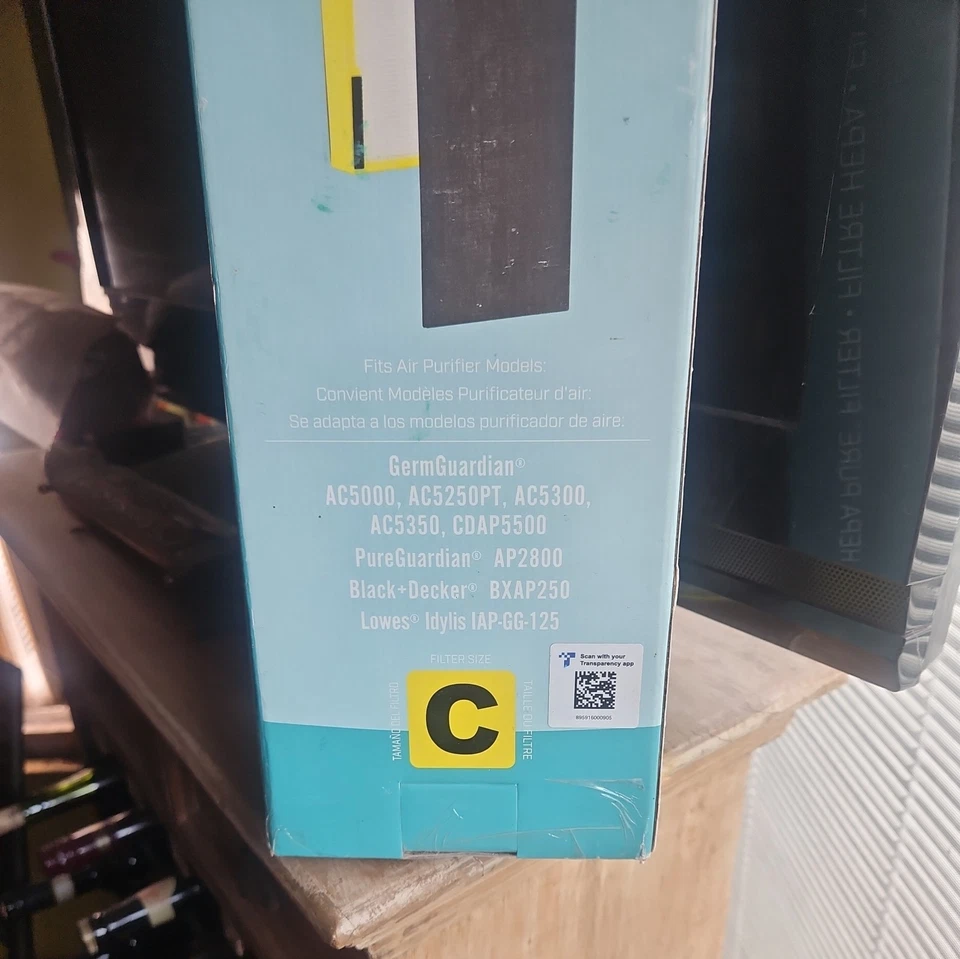 Fits Air Purifier Models:
Convient Modèles Purificateur d'air:
Se adapta a los modelos purificador de aire:
GermGuardian®
AC5000, AC5250PT, AC5300,
AC5350, CDAP5500
PureGuardian® AP2800
Black+Decker® BXAP250
Lowes® Idylis IAP-GG-125
FILTER SIZE
TAMAÑO DEL FILTRO
C
TAILLE DU FILTRE
Scan with your
Transparency app
HEPA PURE FILTER • FILTRE HEPA •